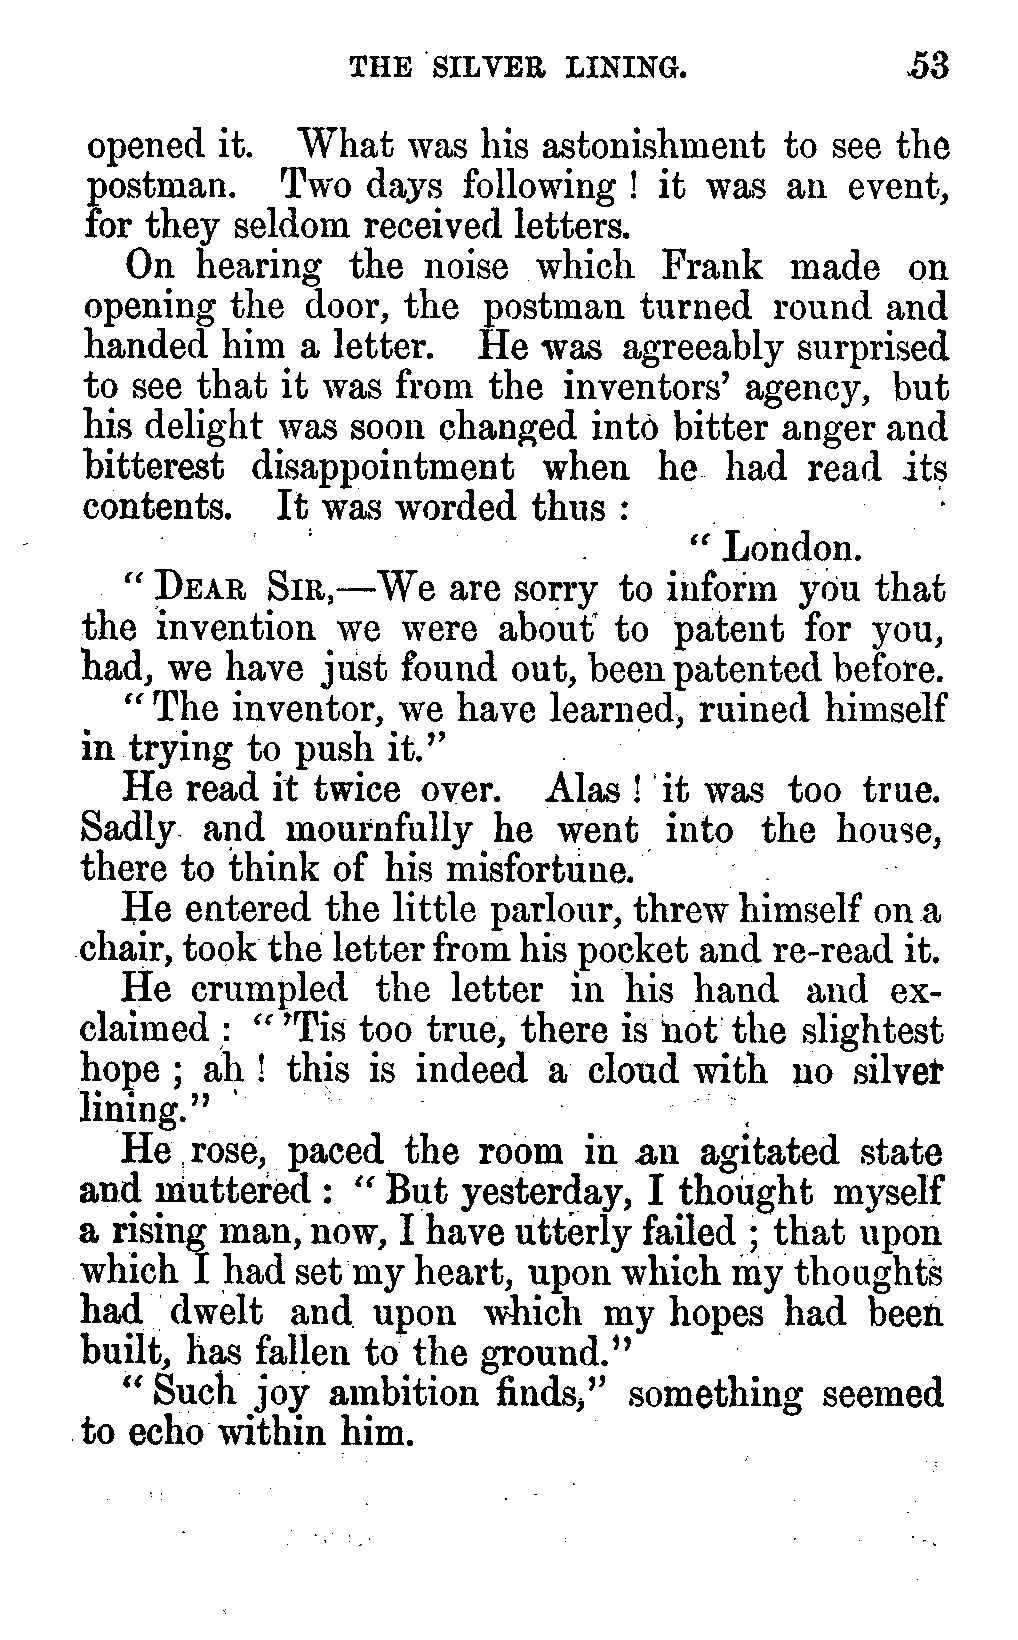 THE SILVER LINING. 53
opened it. What was his astonishment to see the
postman. Two days following ! it was an event,
for they seldom received letters.
On hearing the noise which Frank made on
opening the door, the postman turned round and
handed him a letter. He was agreeably surprised
to see that it was from the inventors' agency, but
his delight was soon changed into bitter anger and
bitterest disappointment when he had read its
contents. It was worded thus :
" London.
" DEAR SIR,—We are sorry to inform you that
the invention we were about to patent for you,
had, we have just found out, been patented before.
" The inventor, we have learned, ruined himself
in trying to push it."
He read it twice over. Alas ! it was too true.
Sadly and mournfully he went into the house,
there to think of his misfortune.
He entered the little parlour, threw himself on a
chair, took the letter from his pocket and re-read it.
He crumpled the letter in his hand and ex-
claimed : " 'Tis too true, there is not the slightest
hope ; ah ! this is indeed a cloud with no silver
lining."
He rose, paced the room in an agitated state
and muttered : " But yesterday, I thought myself
a rising man, now, I have utterly failed ; that upon
which I had set my heart, upon which my thoughts
had dwelt and upon which my hopes had been
built, has fallen to the ground."
" Such joy ambition finds," something seemed
to echo within him.